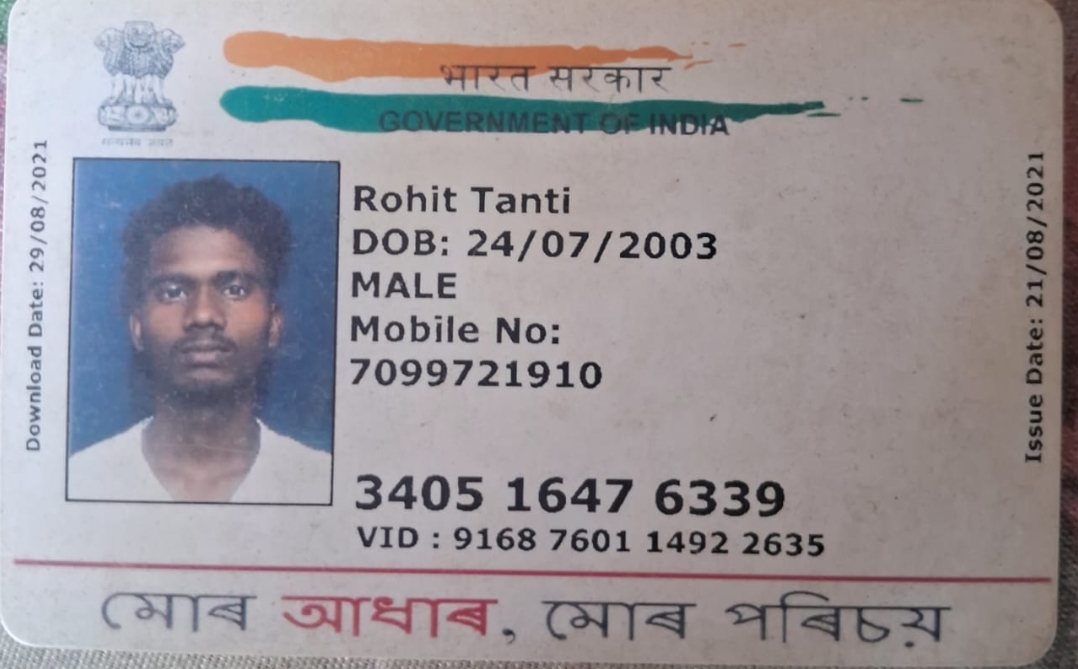 भारत सरकार
GOVERNMENT OF INDIA
Download Date: 29/08/2021
Rohit Tanti
DOB: 24/07/2003
MALE
Mobile No:
7099721910
Issue Date: 21/08/2021
3405 1647 6339
VID : 9168 7601 1492 2635
মোৰ আধাৰ, মোৰ পৰিচয়